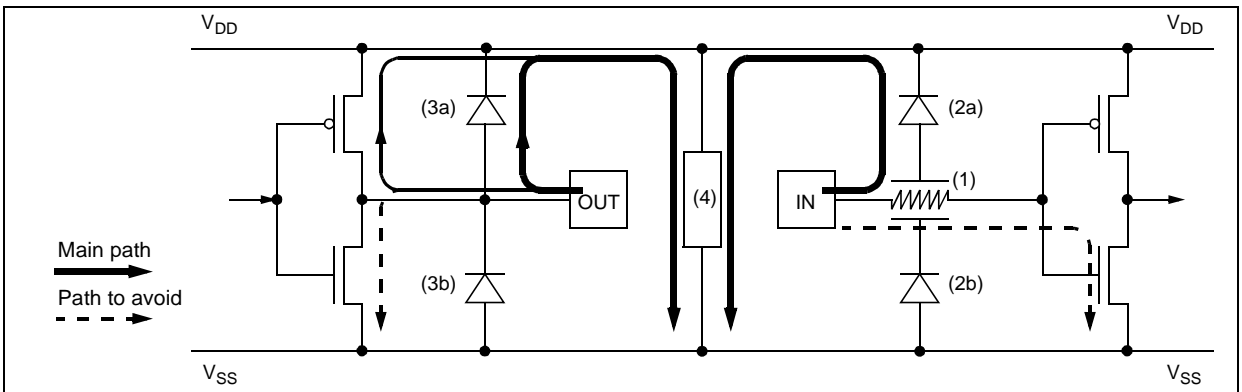 V_DD
V_DD
(3a)
(2a)
(1)
OUT
(4)
IN
Main path
Path to avoid
(3b)
(2b)
V_SS
V_SS